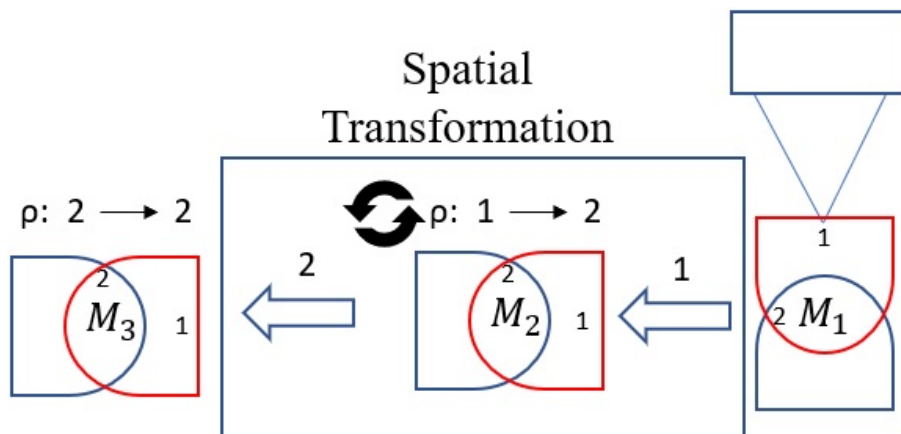 Spatial
Transformation
ρ: 2 → 2
ρ: 1 → 2
2
1
1
2
M₃
1
2
M₂
1
2
M₁